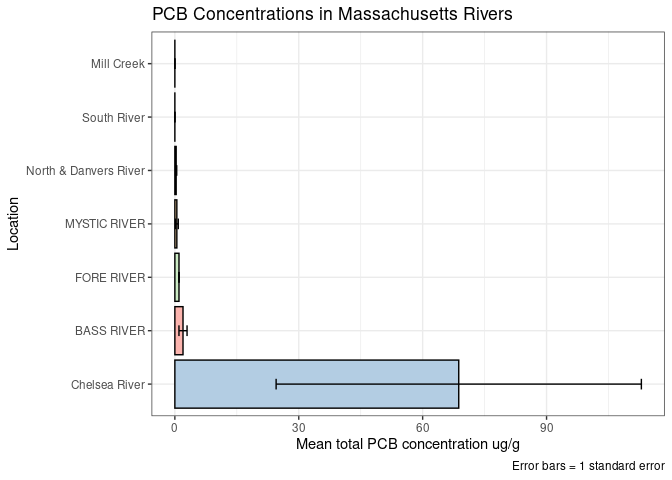 PCB Concentrations in Massachusetts Rivers
Location
Mill Creek
South River
North & Danvers River
MYSTIC RIVER
FORE RIVER
BASS RIVER
Chelsea River
0 30 60 90
Mean total PCB concentration ug/g
Error bars = 1 standard error